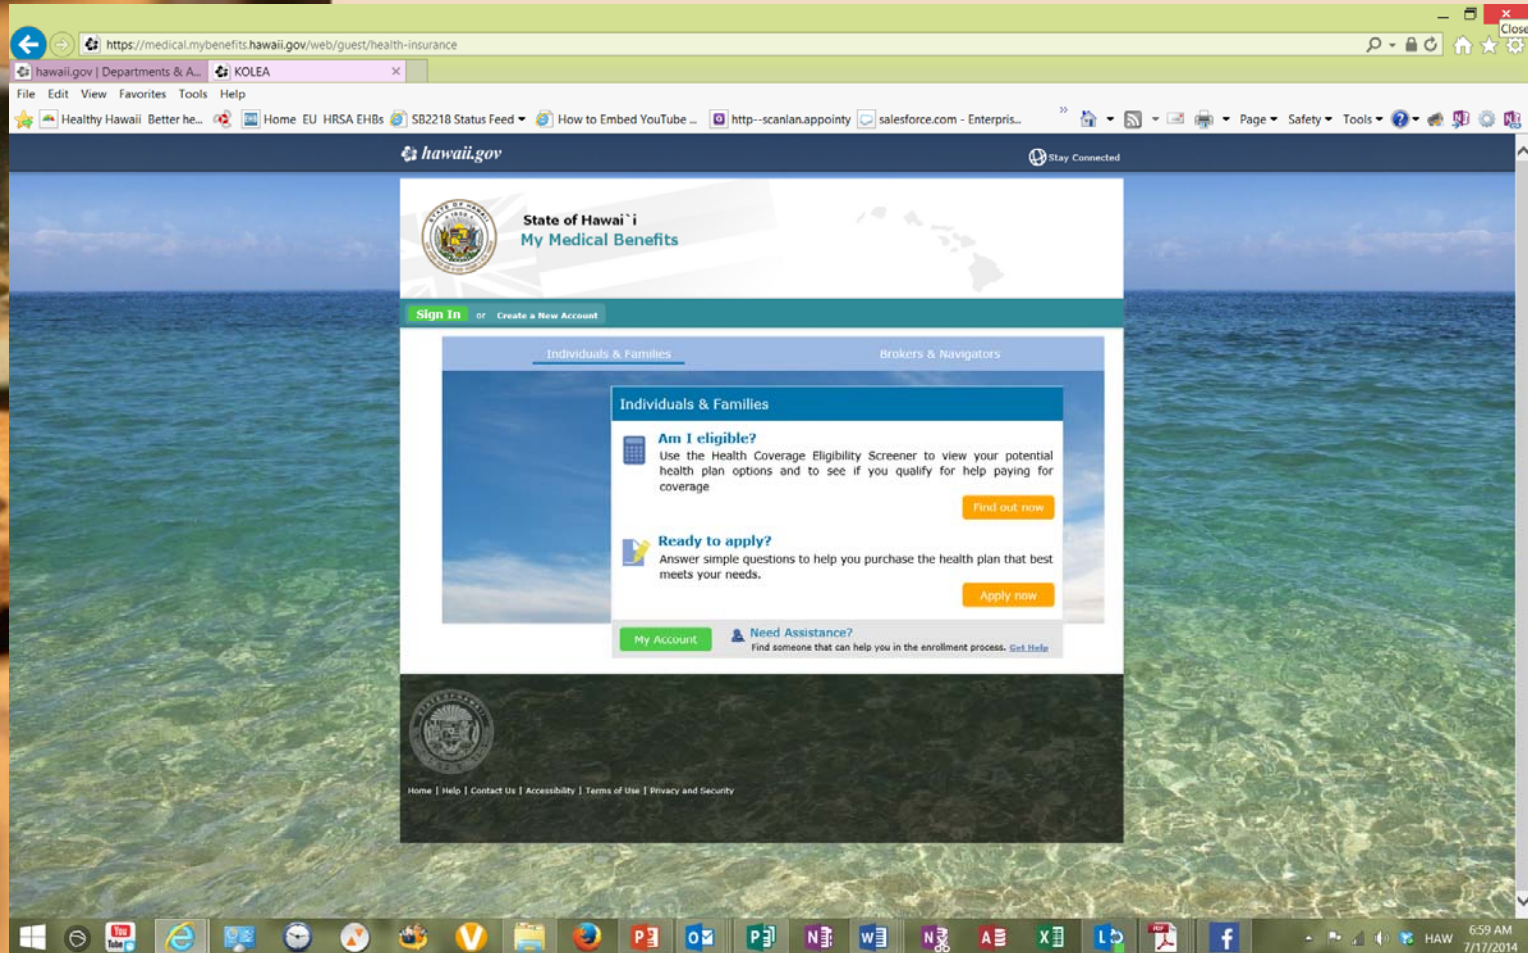 Close
https://medical.mybenefits.hawaii.gov/web/guest/health-insurance
hawaii.gov | Departments & A... KOLEA
File Edit View Favorites Tools Help
Healthy Hawaii Better he... Home EU HRSA EHBs SB2218 Status Feed How to Embed YouTube ... http--scanlan.appointy salesforce.com - Enterpris... Page Safety Tools
hawaii.gov Stay Connected
State of Hawai`i
My Medical Benefits
Sign In or Create a New Account
Individuals & Families Brokers & Navigators
Individuals & Families
Am I eligible?
Use the Health Coverage Eligibility Screener to view your potential
health plan options and to see if you qualify for help paying for
coverage
Find out now
Ready to apply?
Answer simple questions to help you purchase the health plan that best
meets your needs.
Apply now
My Account Need Assistance?
Find someone that can help you in the enrollment process. Get Help
Home | Help | Contact Us | Accessibility | Terms of Use | Privacy and Security
HAW 6:59 AM
7/17/2014